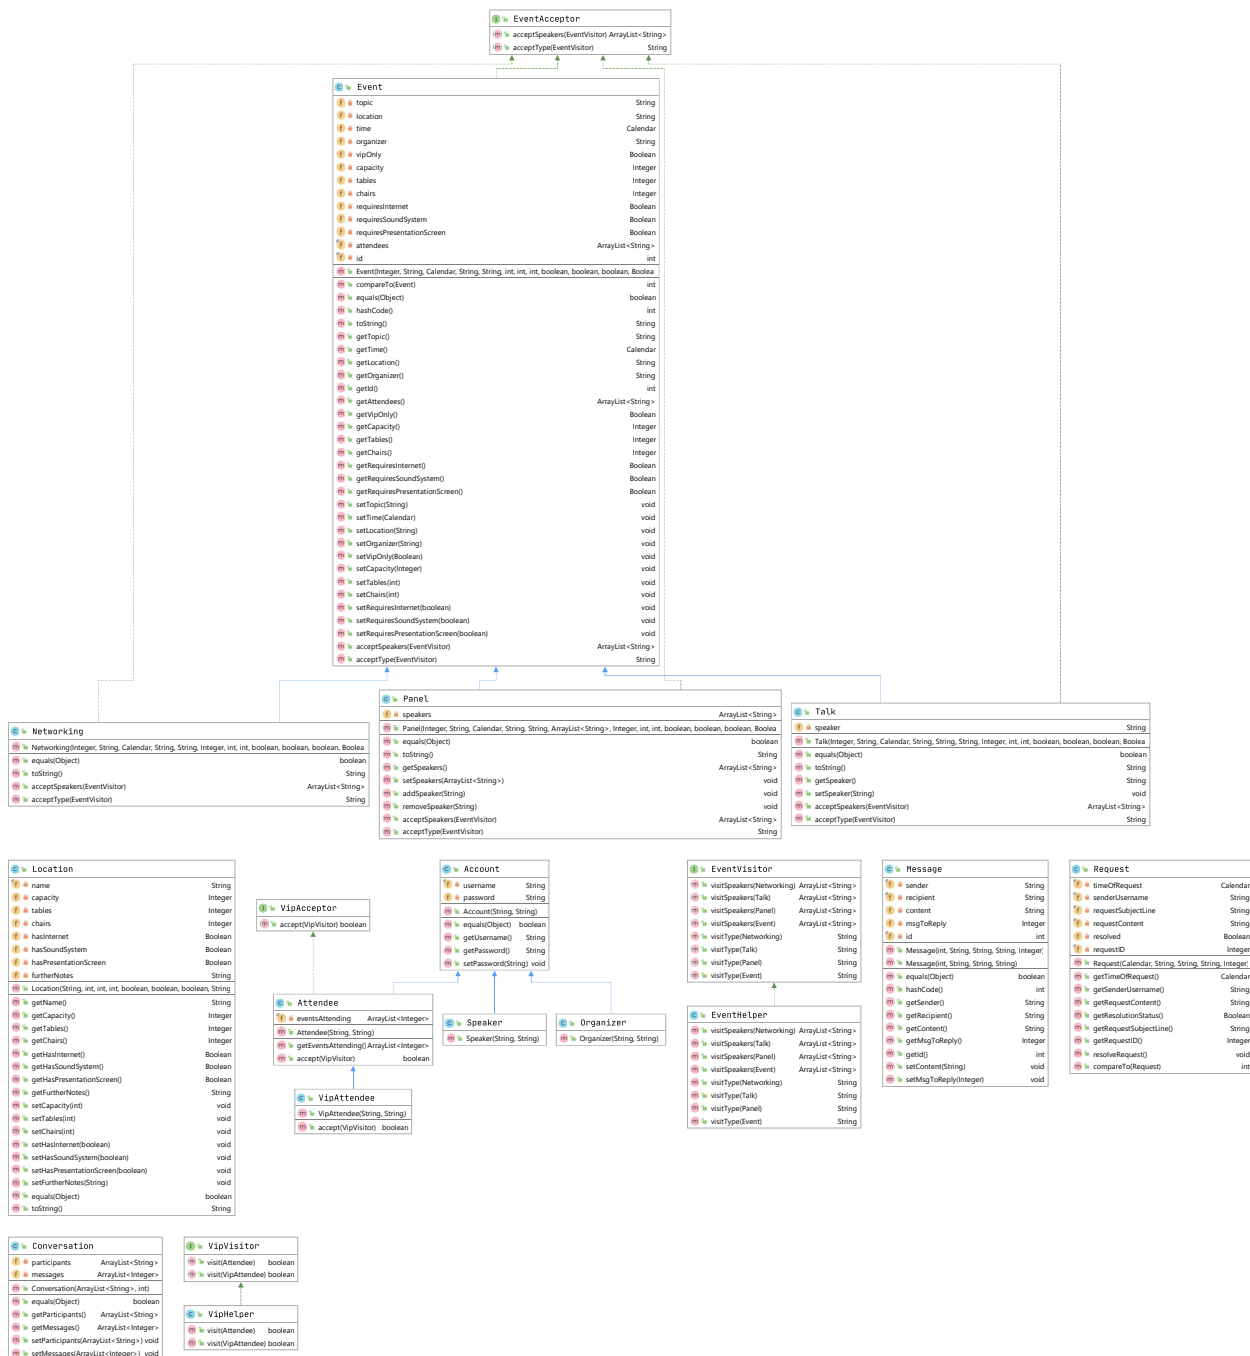 EventAcceptor
acceptSpeakers(EventVisitor) ArrayList<String>
acceptType(EventVisitor) String
Event
topic String
location String
time Calendar
organizer String
vipOnly Boolean
capacity Integer
tables Integer
chairs Integer
requiresInternet Boolean
requiresSoundSystem Boolean
requiresPresentationScreen Boolean
attendees ArrayList<String>
id int
Event(Integer, String, Calendar, String, String, int, int, int, boolean, boolean, boolean, Boolea
compareTo(Event) int
equals(Object) boolean
hashCode() int
toString() String
getTopic() String
getTime() Calendar
getLocation() String
getOrganizer() String
getId() int
getAttendees() ArrayList<String>
getVipOnly() Boolean
getCapacity() Integer
getTables() Integer
getChairs() Integer
getRequiresInternet() Boolean
getRequiresSoundSystem() Boolean
getRequiresPresentationScreen() Boolean
setTopic(String) void
setTime(Calendar) void
setLocation(String) void
setOrganizer(String) void
setVipOnly(Boolean) void
setCapacity(Integer) void
setTables(int) void
setChairs(int) void
setRequiresInternet(boolean) void
setRequiresSoundSystem(boolean) void
setRequiresPresentationScreen(boolean) void
acceptSpeakers(EventVisitor) ArrayList<String>
acceptType(EventVisitor) String
Networking
Networking(Integer, String, Calendar, String, String, Integer, int, int, boolean, boolean, boolean, Boolea
equals(Object) boolean
toString() String
acceptSpeakers(EventVisitor) ArrayList<String>
acceptType(EventVisitor) String
Panel
speakers ArrayList<String>
Panel(Integer, String, Calendar, String, String, ArrayList<String>, Integer, int, int, boolean, boolean, boolean, Boolea
equals(Object) boolean
toString() String
getSpeakers() ArrayList<String>
setSpeakers(ArrayList<String>) void
addSpeaker(String) void
removeSpeaker(String) void
acceptSpeakers(EventVisitor) ArrayList<String>
acceptType(EventVisitor) String
Talk
speaker String
Talk(Integer, String, Calendar, String, String, String, Integer, int, int, boolean, boolean, boolean, Boolea
equals(Object) boolean
toString() String
getSpeaker() String
setSpeaker(String) void
acceptSpeakers(EventVisitor) ArrayList<String>
acceptType(EventVisitor) String
Location
name String
capacity Integer
tables Integer
chairs Integer
hasInternet Boolean
hasSoundSystem Boolean
hasPresentationScreen Boolean
furtherNotes String
Location(String, int, int, int, boolean, boolean, boolean, String
getName() String
getCapacity() Integer
getTables() Integer
getChairs() Integer
getHasInternet() Boolean
getHasSoundSystem() Boolean
getHasPresentationScreen() Boolean
getFurtherNotes() String
setCapacity(int) void
setTables(int) void
setChairs(int) void
setHasInternet(boolean) void
setHasSoundSystem(boolean) void
setHasPresentationScreen(boolean) void
setFurtherNotes(String) void
equals(Object) boolean
toString() String
VipAcceptor
accept(VipVisitor) boolean
Account
username String
password String
Account(String, String)
equals(Object) boolean
getUsername() String
getPassword() String
setPassword(String) void
Attendee
eventsAttending ArrayList<Integer>
Attendee(String, String)
getEventsAttending() ArrayList<Integer>
accept(VipVisitor) boolean
Speaker
Speaker(String, String)
Organizer
Organizer(String, String)
VipAttendee
VipAttendee(String, String)
accept(VipVisitor) boolean
EventVisitor
visitSpeakers(Networking) ArrayList<String>
visitSpeakers(Talk) ArrayList<String>
visitSpeakers(Panel) ArrayList<String>
visitSpeakers(Event) ArrayList<String>
visitType(Networking) String
visitType(Talk) String
visitType(Panel) String
visitType(Event) String
EventHelper
visitSpeakers(Networking) ArrayList<String>
visitSpeakers(Talk) ArrayList<String>
visitSpeakers(Panel) ArrayList<String>
visitSpeakers(Event) ArrayList<String>
visitType(Networking) String
visitType(Talk) String
visitType(Panel) String
visitType(Event) String
Message
sender String
recipient String
content String
msgToReply Integer
id int
Message(int, String, String, String, Integer)
Message(int, String, String, String)
equals(Object) boolean
hashCode() int
getSender() String
getRecipient() String
getContent() String
getMsgToReply() Integer
getId() int
setContent(String) void
setMsgToReply(Integer) void
Request
timeOfRequest Calendar
senderUsername String
requestSubjectLine String
requestContent String
resolved Boolean
requestID Integer
Request(Calendar, String, String, String, Integer)
getTimeOfRequest() Calendar
getSenderUsername() String
getRequestContent() String
getResolutionStatus() Boolean
getRequestSubjectLine() String
getRequestID() Integer
resolveRequest() void
compareTo(Request) int
Conversation
participants ArrayList<String>
messages ArrayList<Integer>
Conversation(ArrayList<String>, int)
equals(Object) boolean
getParticipants() ArrayList<String>
getMessages() ArrayList<Integer>
setParticipants(ArrayList<String>) void
setMessages(ArrayList<Integer>) void
VipVisitor
visit(Attendee) boolean
visit(VipAttendee) boolean
VipHelper
visit(Attendee) boolean
visit(VipAttendee) boolean